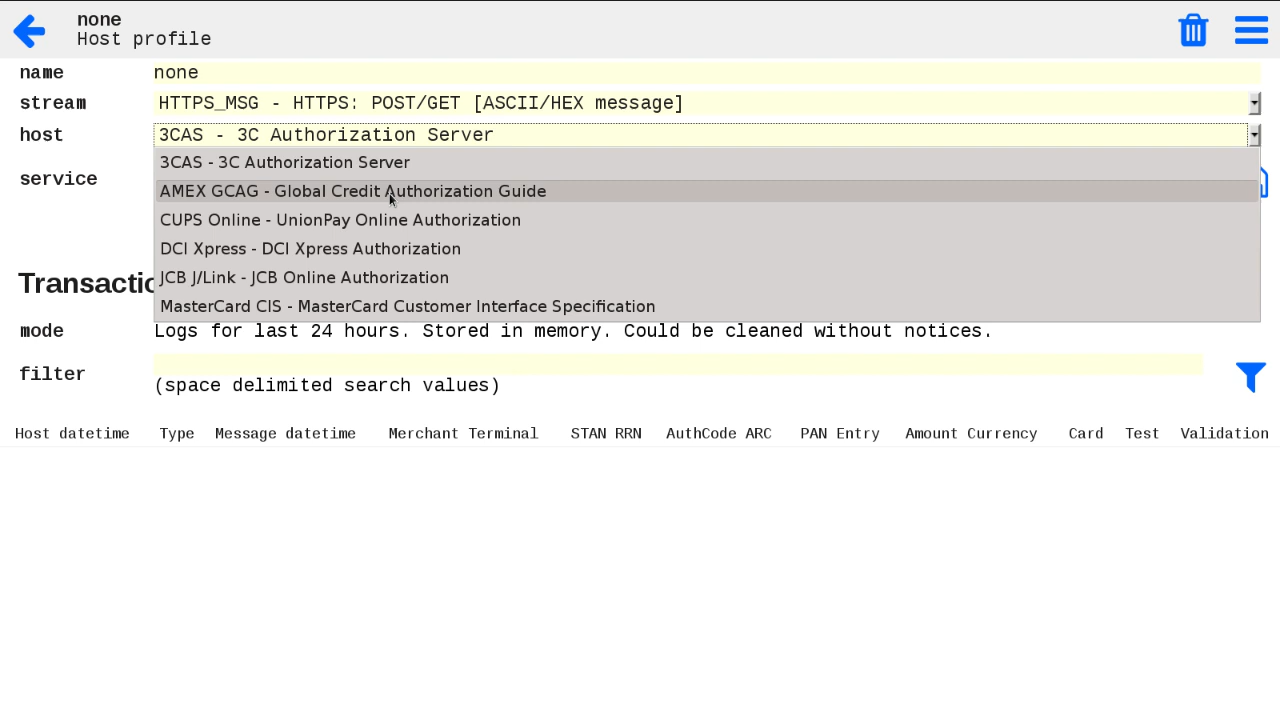 none
Host profile
name none
stream HTTPS_MSG - HTTPS: POST/GET [ASCII/HEX message]
host 3CAS - 3C Authorization Server
3CAS - 3C Authorization Server
service
AMEX GCAG - Global Credit Authorization Guide
CUPS Online - UnionPay Online Authorization
DCI Xpress - DCI Xpress Authorization
JCB J/Link - JCB Online Authorization
MasterCard CIS - MasterCard Customer Interface Specification
mode Logs for last 24 hours. Stored in memory. Could be cleaned without notices.
filter
(space delimited search values)
Host datetime Type Message datetime Merchant Terminal STAN RRN AuthCode ARC PAN Entry Amount Currency Card Test Validation